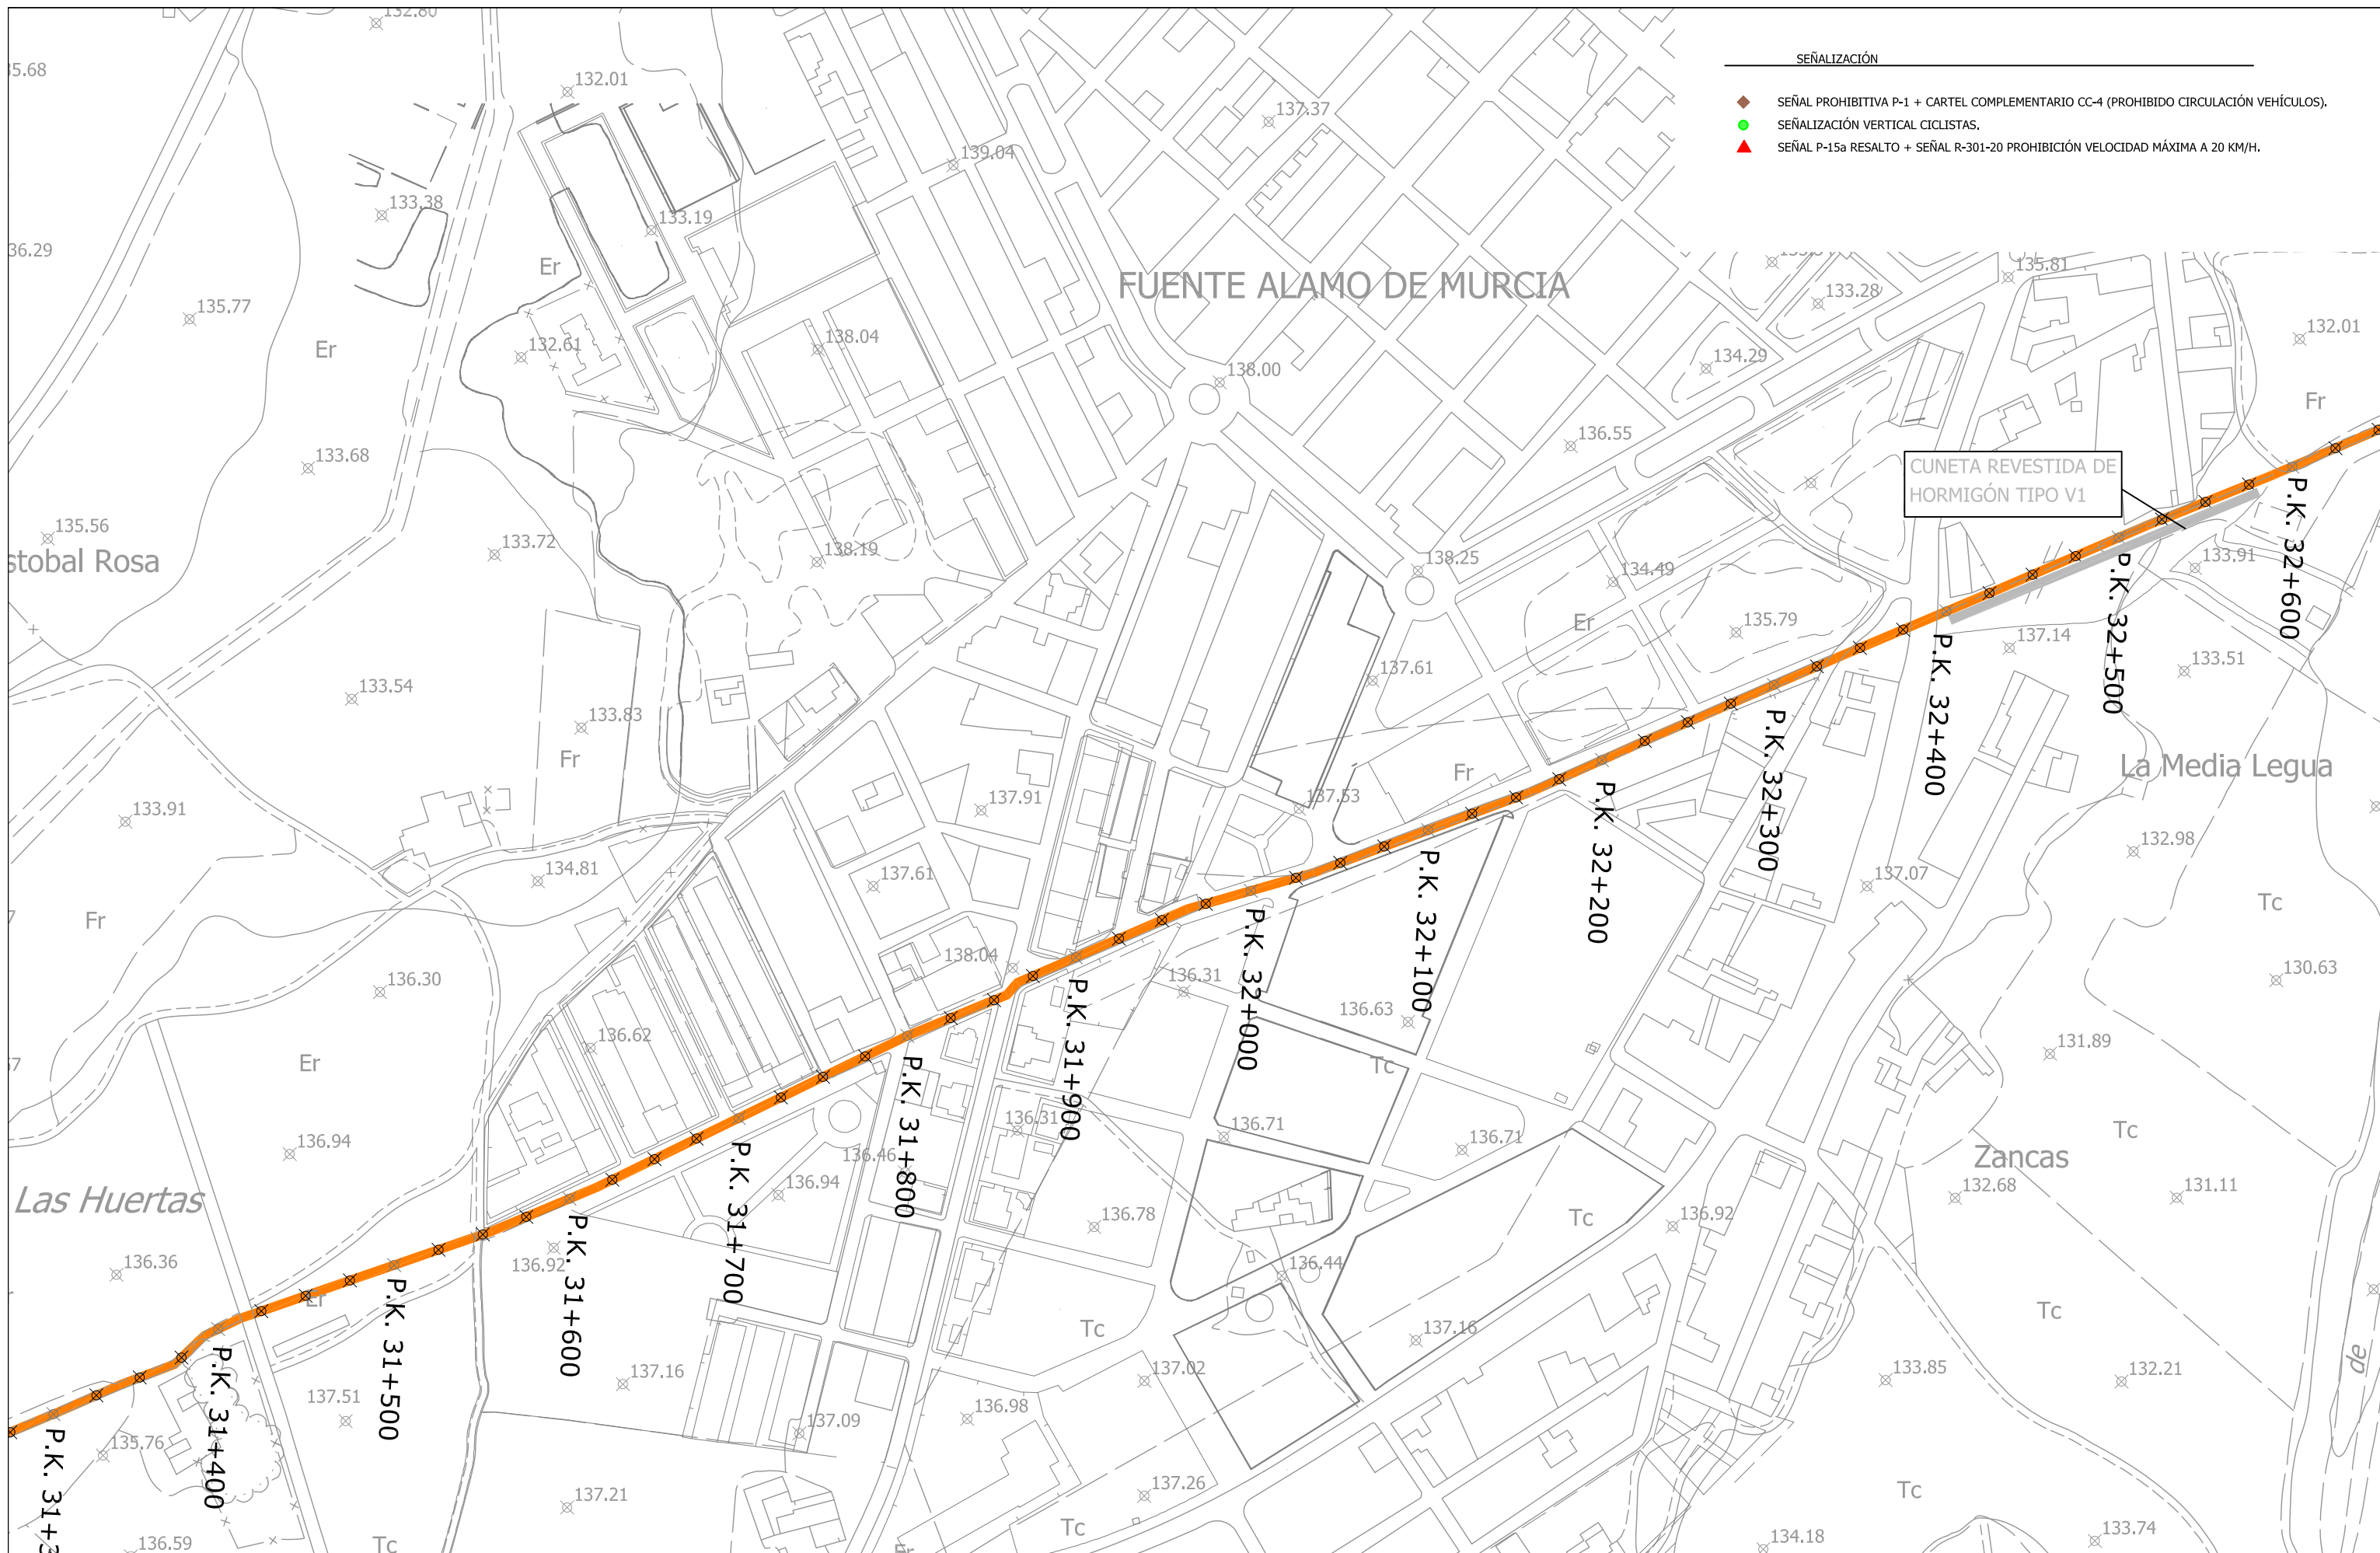 SEÑALIZACIÓN
SEÑAL PROHIBITIVA P-1 + CARTEL COMPLEMENTARIO CC-4 (PROHIBIDO CIRCULACIÓN VEHÍCULOS).
SEÑALIZACIÓN VERTICAL CICLISTAS.
SEÑAL P-15a RESALTO + SEÑAL R-301-20 PROHIBICIÓN VELOCIDAD MÁXIMA A 20 KM/H.
132.80
132.01
137.37
139.04
133.38
133.19
Er
FUENTE ALAMO DE MURCIA
135.81
133.28
135.77
132.01
Er
132.61
138.04
138.00
134.29
Fr
136.55
133.68
CUNETA REVESTIDA DE
HORMIGÓN TIPO V1
135.56
133.72
138.19
138.25
134.49
133.91
stobal Rosa
Er
135.79
137.14
133.54
133.83
137.61
133.51
Fr
Fr
La Media Legua
133.91
137.91
137.53
132.98
134.81
137.61
137.07
Fr
Tc
136.30
138.04
136.31
136.63
130.63
Er
136.62
Tc
131.89
136.94
136.31
136.71
136.71
Tc
136.46
Zancas
Las Huertas
136.94
136.78
Tc
136.92
132.68
131.11
136.36
136.92
136.44
Er
Tc
137.16
Tc
137.51
137.16
137.02
133.85
132.21
de
135.76
137.09
136.98
137.21
137.26
Tc
136.59
Tc
Tc
Er
134.18
133.74
P.K. 31+400
P.K. 31+500
P.K. 31+600
P.K. 31+700
P.K. 31+800
P.K. 31+900
P.K. 32+000
P.K. 32+100
P.K. 32+200
P.K. 32+300
P.K. 32+400
P.K. 32+500
P.K. 32+600